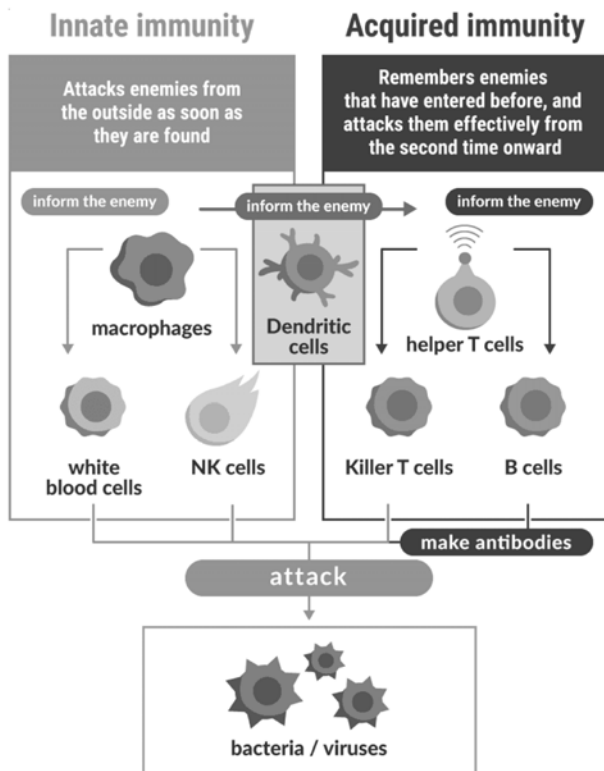 Innate immunity
Attacks enemies from
the outside as soon as
they are found
Acquired immunity
Remembers enemies
that have entered before, and
attacks them effectively from
the second time onward
inform the enemy
inform the enemy
inform the enemy
macrophages
Dendritic
cells
helper T cells
white
blood cells
NK cells
Killer T cells
B cells
make antibodies
attack
bacteria / viruses